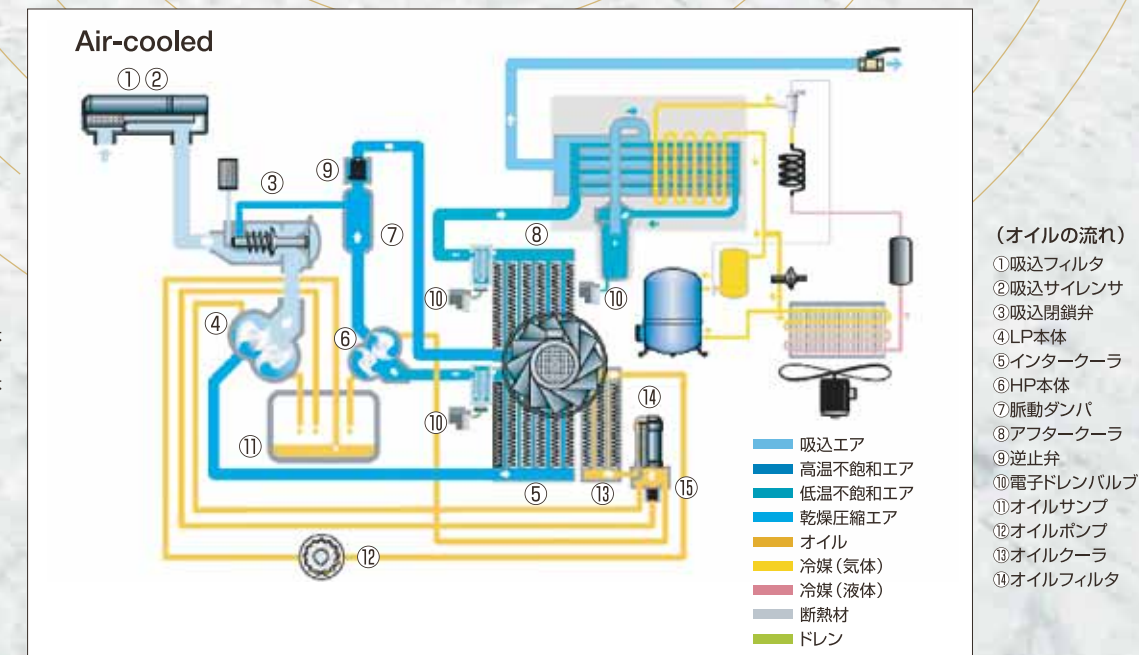 Air-cooled
① ②
③
⑨
⑦
⑧
⑩
⑩
④
⑥
⑩
⑪
⑤
⑬
⑭
⑮
⑫
吸込エア
高温不飽和エア
低温不飽和エア
乾燥圧縮エア
オイル
冷媒(気体)
冷媒(液体)
断熱材
ドレン
(オイルの流れ)
①吸込フィルタ
②吸込サイレンサ
③吸込閉鎖弁
④LP本体
⑤インタークーラ
⑥HP本体
⑦脈動ダンパ
⑧アフタークーラ
⑨逆止弁
⑩電子ドレンバルブ
⑪オイルサンプ
⑫オイルポンプ
⑬オイルクーラ
⑭オイルフィルタ